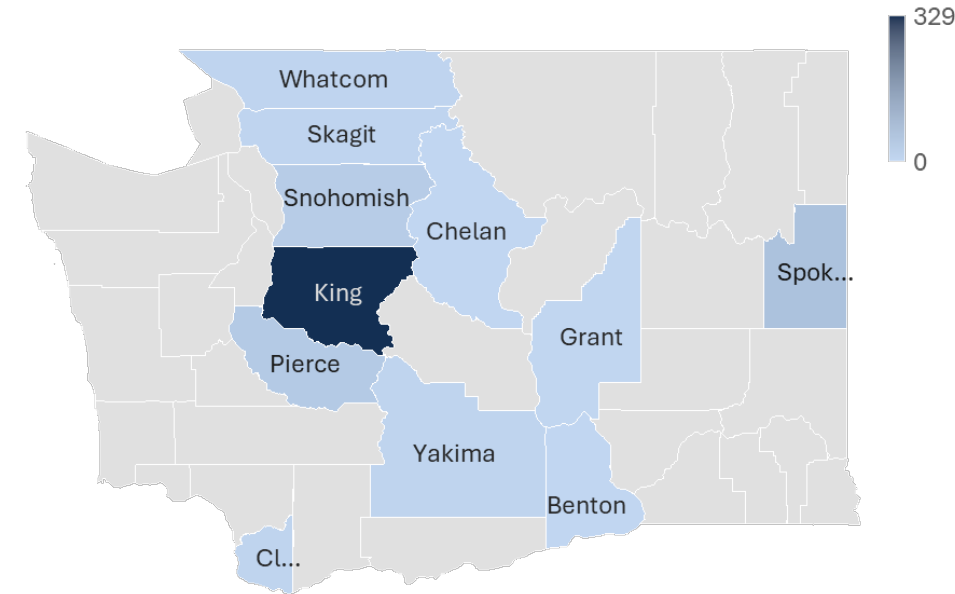 329
0
Whatcom
Skagit
Snohomish
Chelan
Spok...
King
Grant
Pierce
Yakima
Benton
Cl...